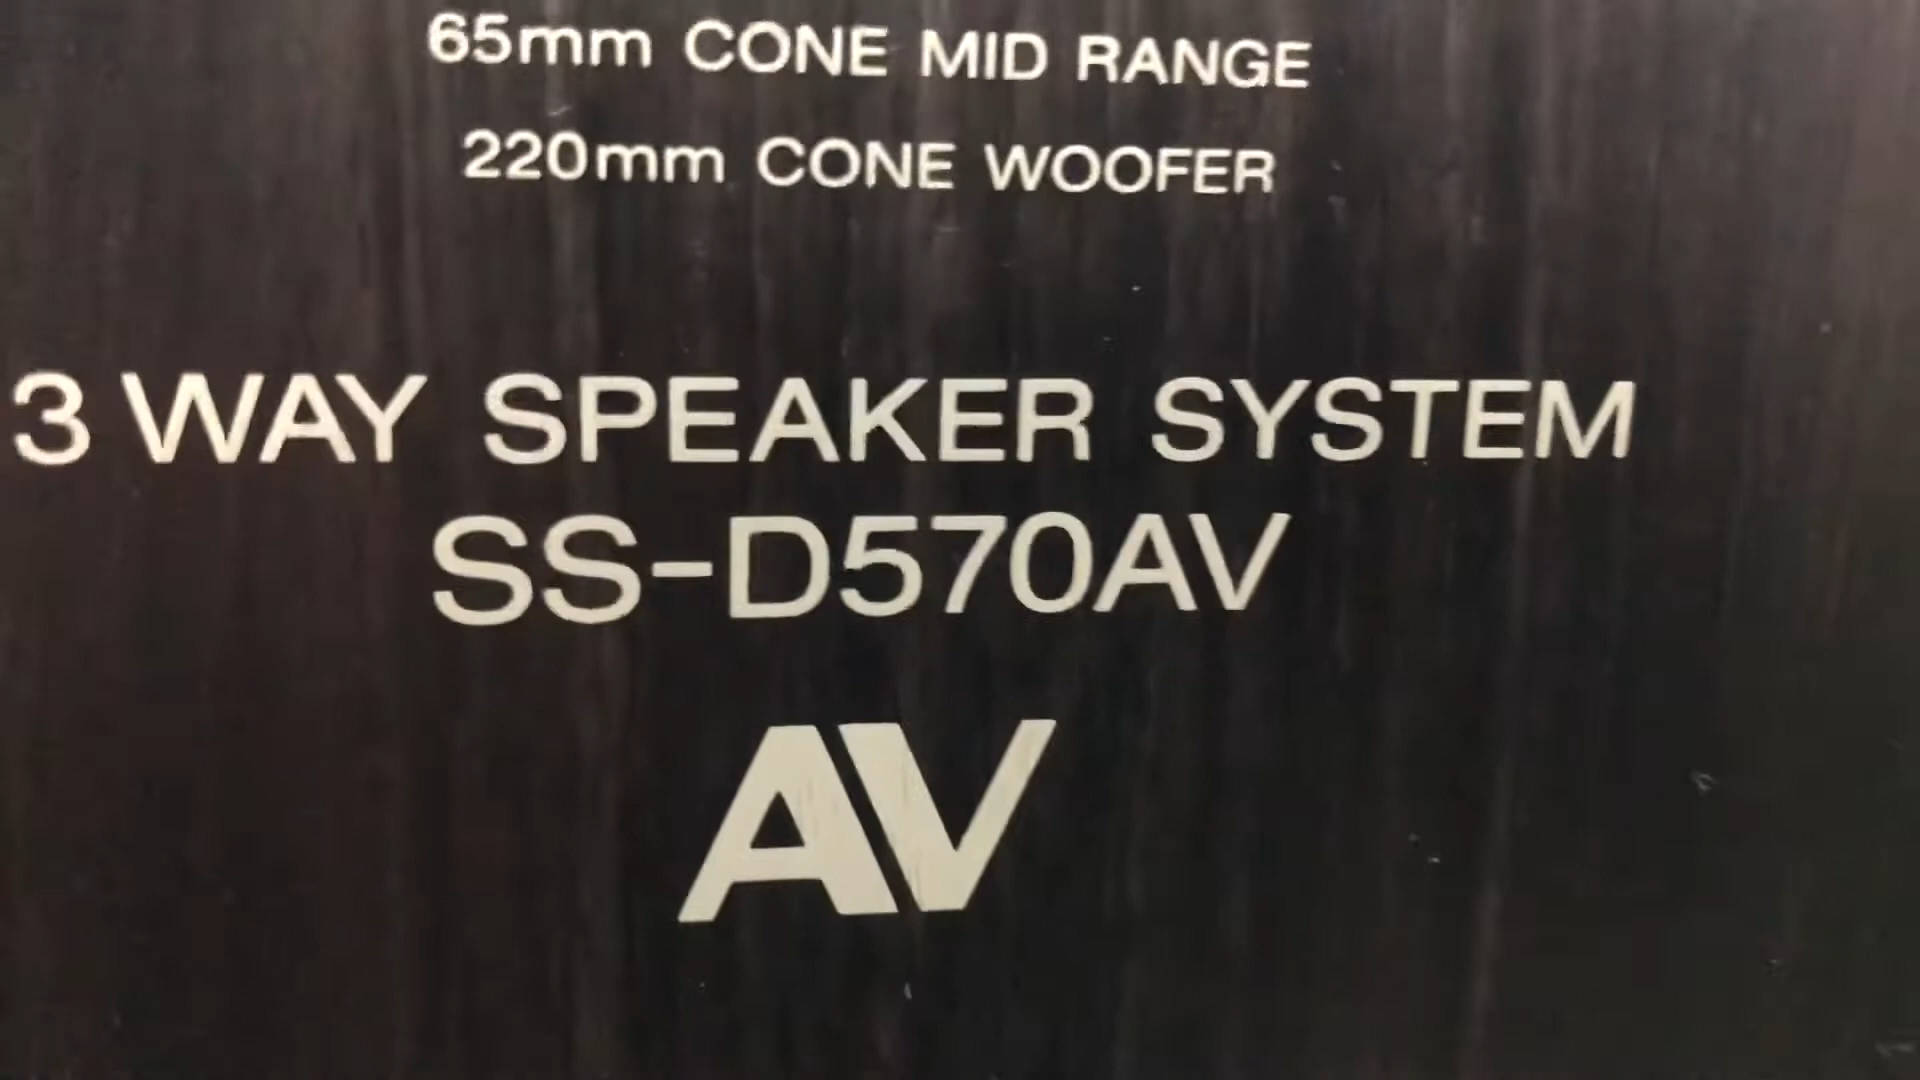 65mm CONE MID RANGE
220mm CONE WOOFER
3 WAY SPEAKER SYSTEM
SS-D570AV
AV